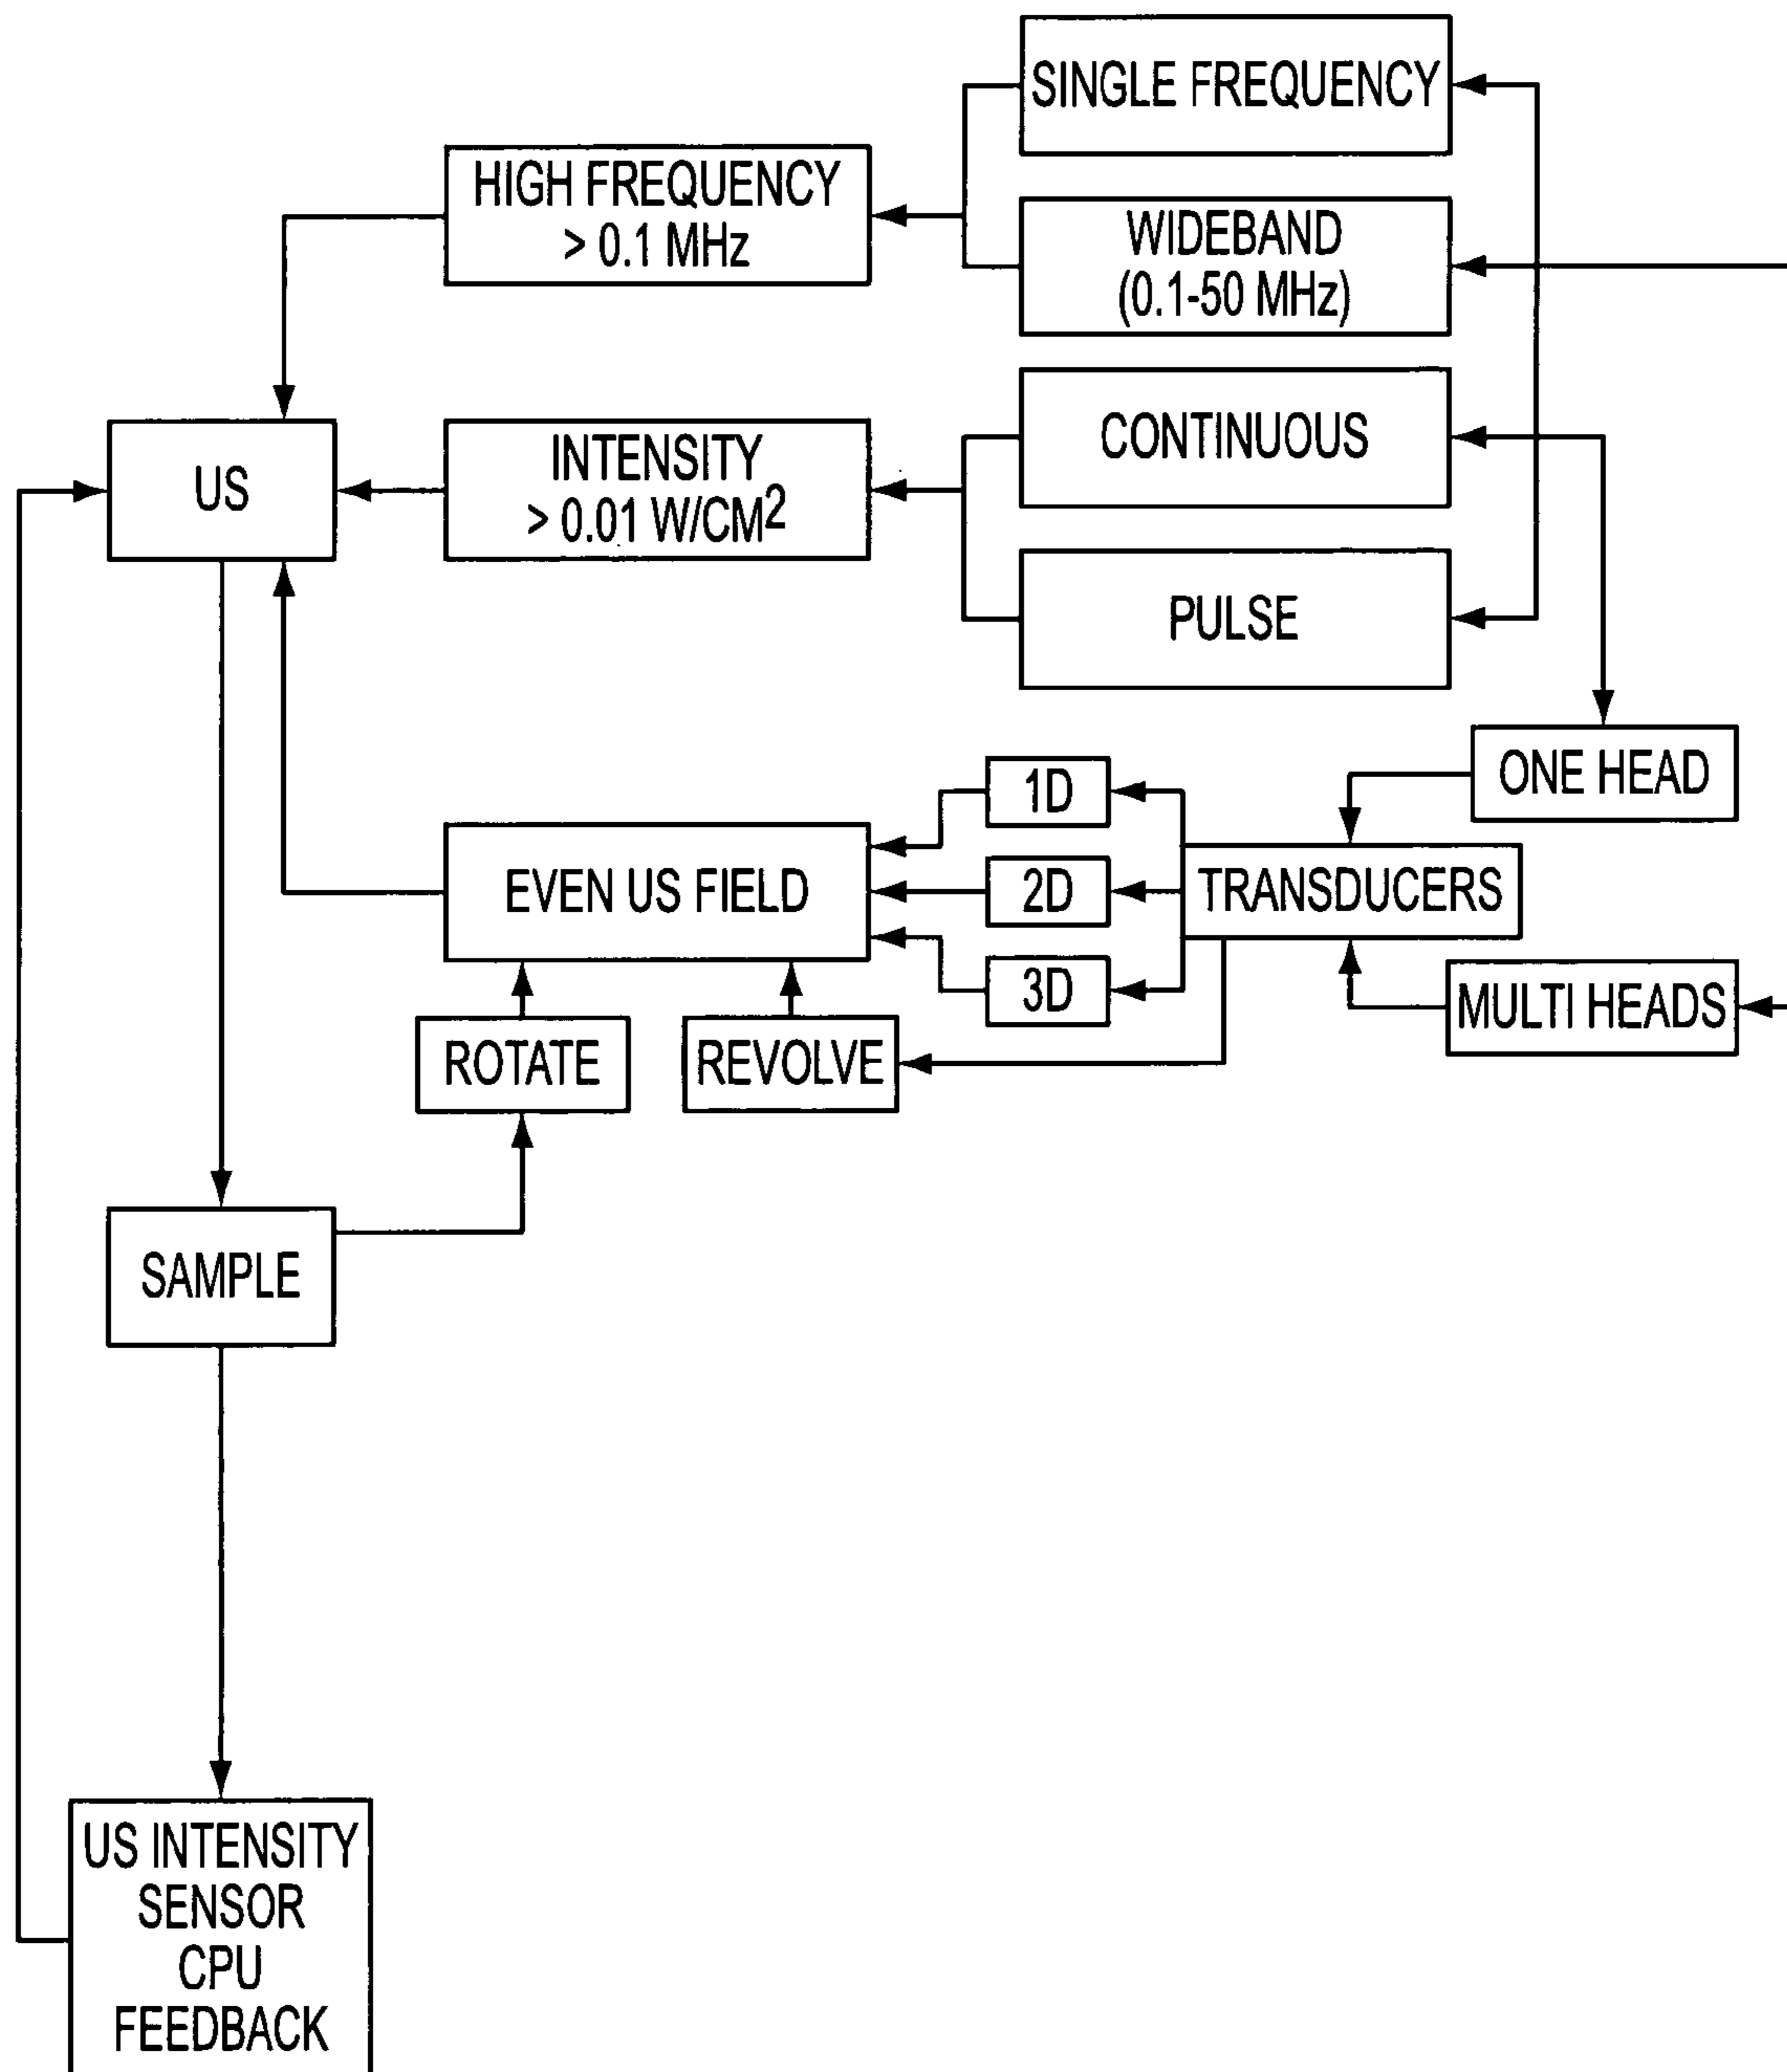 SINGLE FREQUENCY
HIGH FREQUENCY
> 0.1 MHz
WIDEBAND
(0.1-50 MHz)
US
INTENSITY
> 0.01 W/CM²
CONTINUOUS
PULSE
ONE HEAD
1D
EVEN US FIELD
2D
TRANSDUCERS
3D
MULTI HEADS
ROTATE
REVOLVE
SAMPLE
US INTENSITY
SENSOR
CPU
FEEDBACK